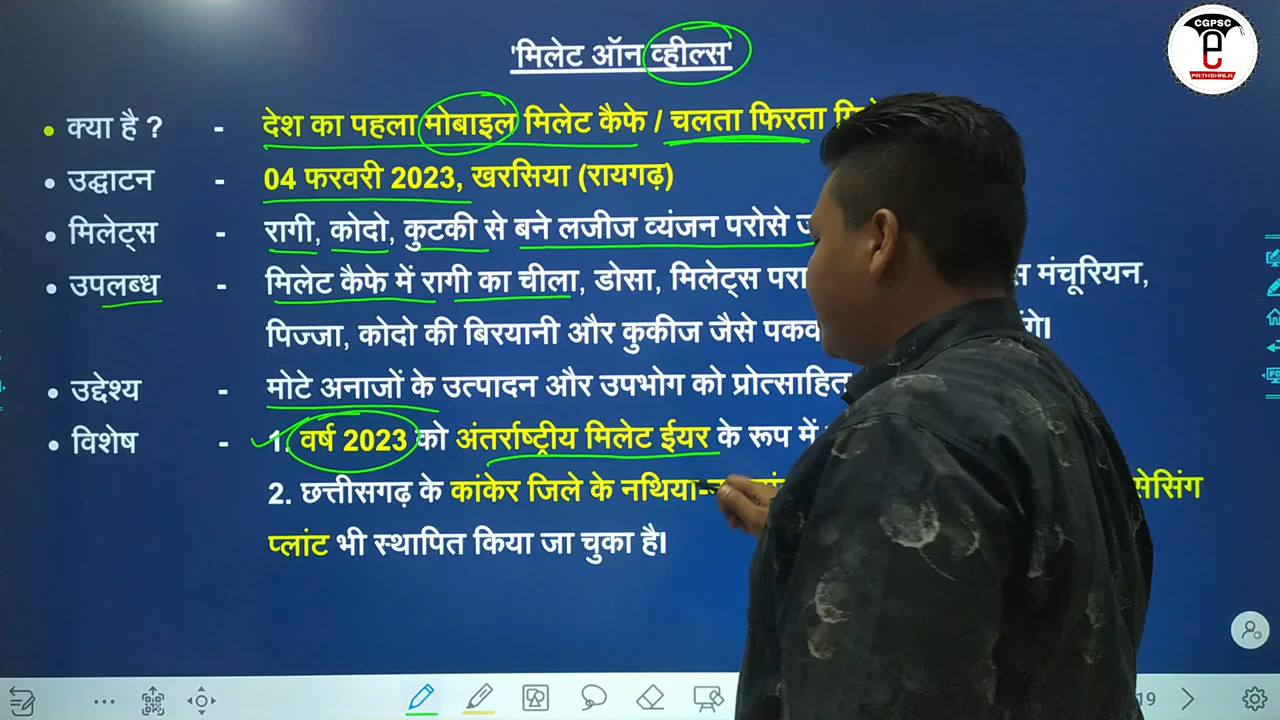 CGPSC
e
PATHSHALA
'मिलेट ऑन व्हील्स'
• क्या है ? - देश का पहला मोबाइल मिलेट कैफे / चलता फिरता
• उद्घाटन - 04 फरवरी 2023, खरसिया (रायगढ़)
• मिलेट्स - रागी, कोदो, कुटकी से बने लजीज व्यंजन परोसे
• उपलब्ध - मिलेट कैफे में रागी का चीला, डोसा, मिलेट्स मंचूरियन,
पिज्जा, कोदो की बिरयानी और कुकीज जैसे
• उद्देश्य - मोटे अनाजों के उत्पादन और उपभोग को प्रोत्साहित
• विशेष - 1. वर्ष 2023 को अंतर्राष्ट्रीय मिलेट ईयर के रूप में
2. छत्तीसगढ़ के कांकेर जिले के नथिया-
प्लांट भी स्थापित किया जा चुका है।
19